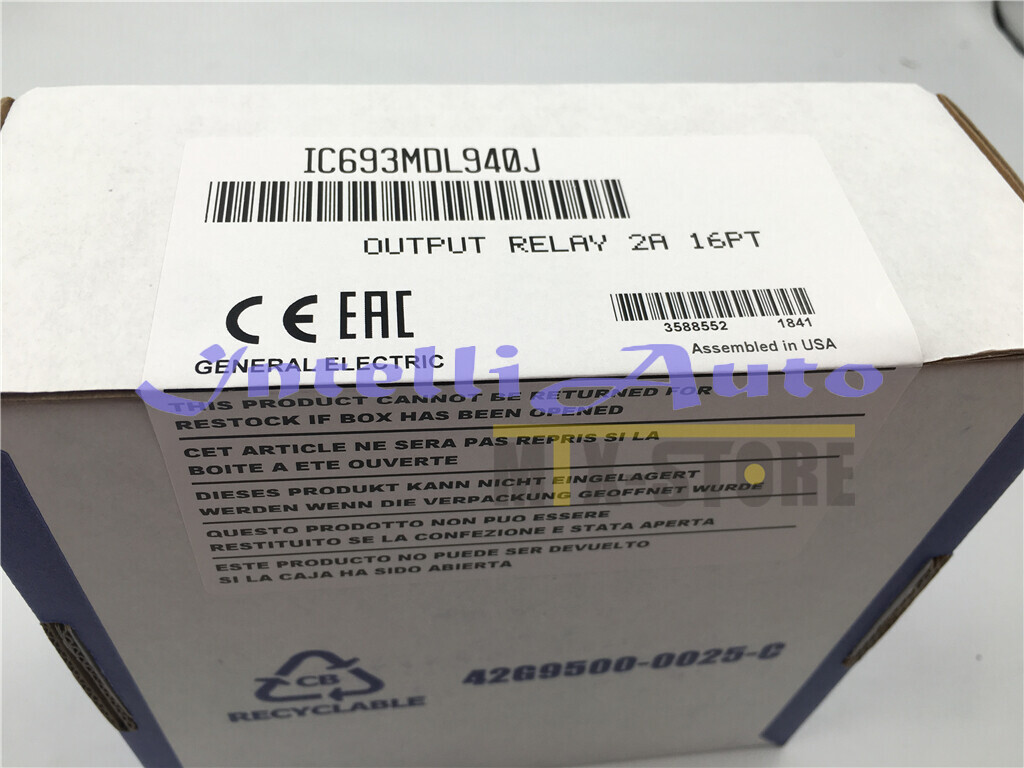 IC693MDL940J
OUTPUT RELAY 2A 16PT
CE EAC
3588552 1841
Assembled in USA
GENERAL ELECTRIC
Intelli Auto
THIS PRODUCT CANNOT BE RETURNED FOR
RESTOCK IF BOX HAS BEEN OPENED
CET ARTICLE NE SERA PAS REPRIS SI LA
BOITE A ETE OUVERTE
MIX STORE
DIESES PRODUKT KANN NICHT EINGELAGERT
WERDEN WENN DIE VERPACKUNG GEOFFNET WURDE
QUESTO PRODOTTO NON PUO ESSERE
RESTITUITO SE LA CONFEZIONE E STATA APERTA
ESTE PRODUCTO NO PUEDE SER DEVUELTO
SI LA CAJA HA SIDO ABIERTA
CB
RECYCLABLE
42G9500-0025-C